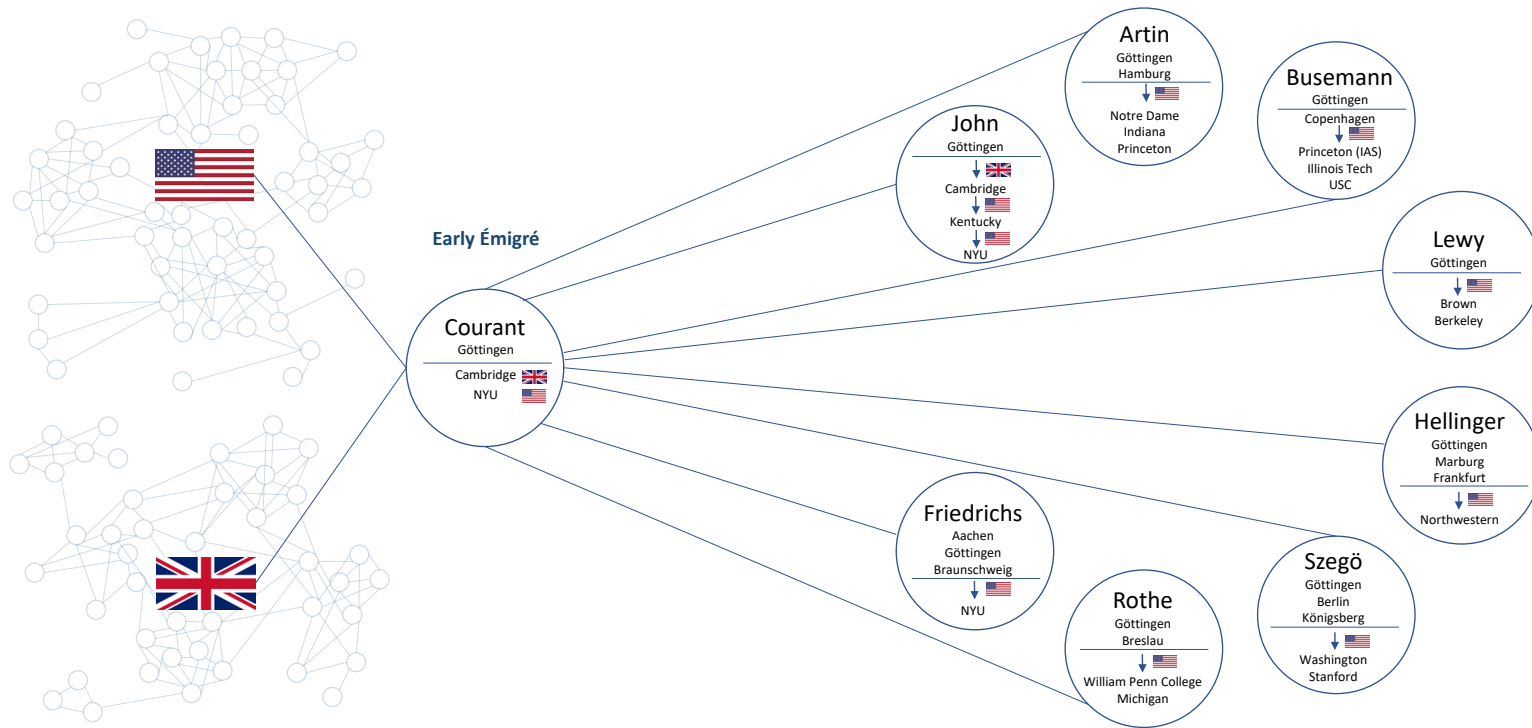 Early Émigré
Courant
Göttingen
Cambridge
NYU
Artin
Göttingen
Hamburg
Notre Dame
Indiana
Princeton
John
Göttingen
Cambridge
Kentucky
NYU
Busemann
Göttingen
Copenhagen
Princeton (IAS)
Illinois Tech
USC
Lewy
Göttingen
Brown
Berkeley
Hellinger
Göttingen
Marburg
Frankfurt
Northwestern
Friedrichs
Aachen
Göttingen
Braunschweig
NYU
Szegö
Göttingen
Berlin
Königsberg
Washington
Stanford
Rothe
Göttingen
Breslau
William Penn College
Michigan